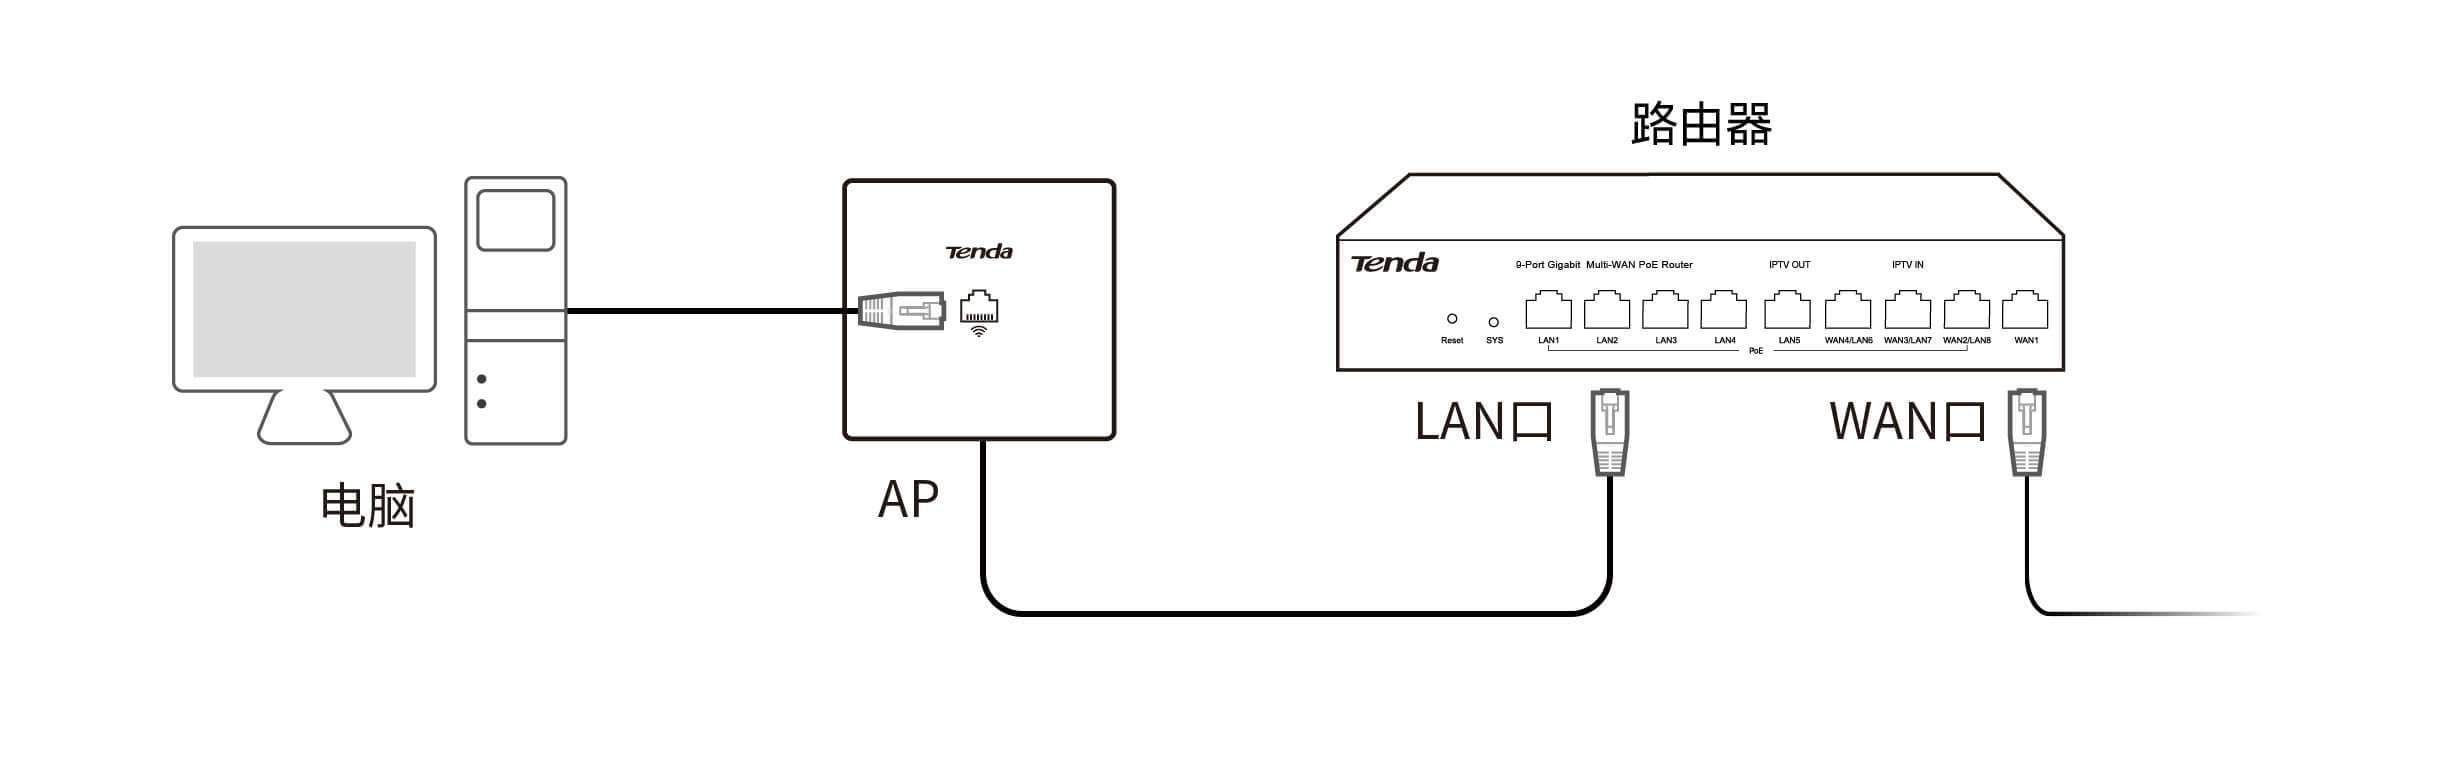 路由器
Tenda
9-Port Gigabit Multi-WAN PoE Router
IPTV OUT
IPTV IN
Reset
SYS
LAN1
LAN2
LAN3
LAN4
LAN5
WAN4/LAN6
WAN3/LAN7
WAN2/LAN8
WAN1
PoE
Tenda
LAN口
WAN口
电脑
AP